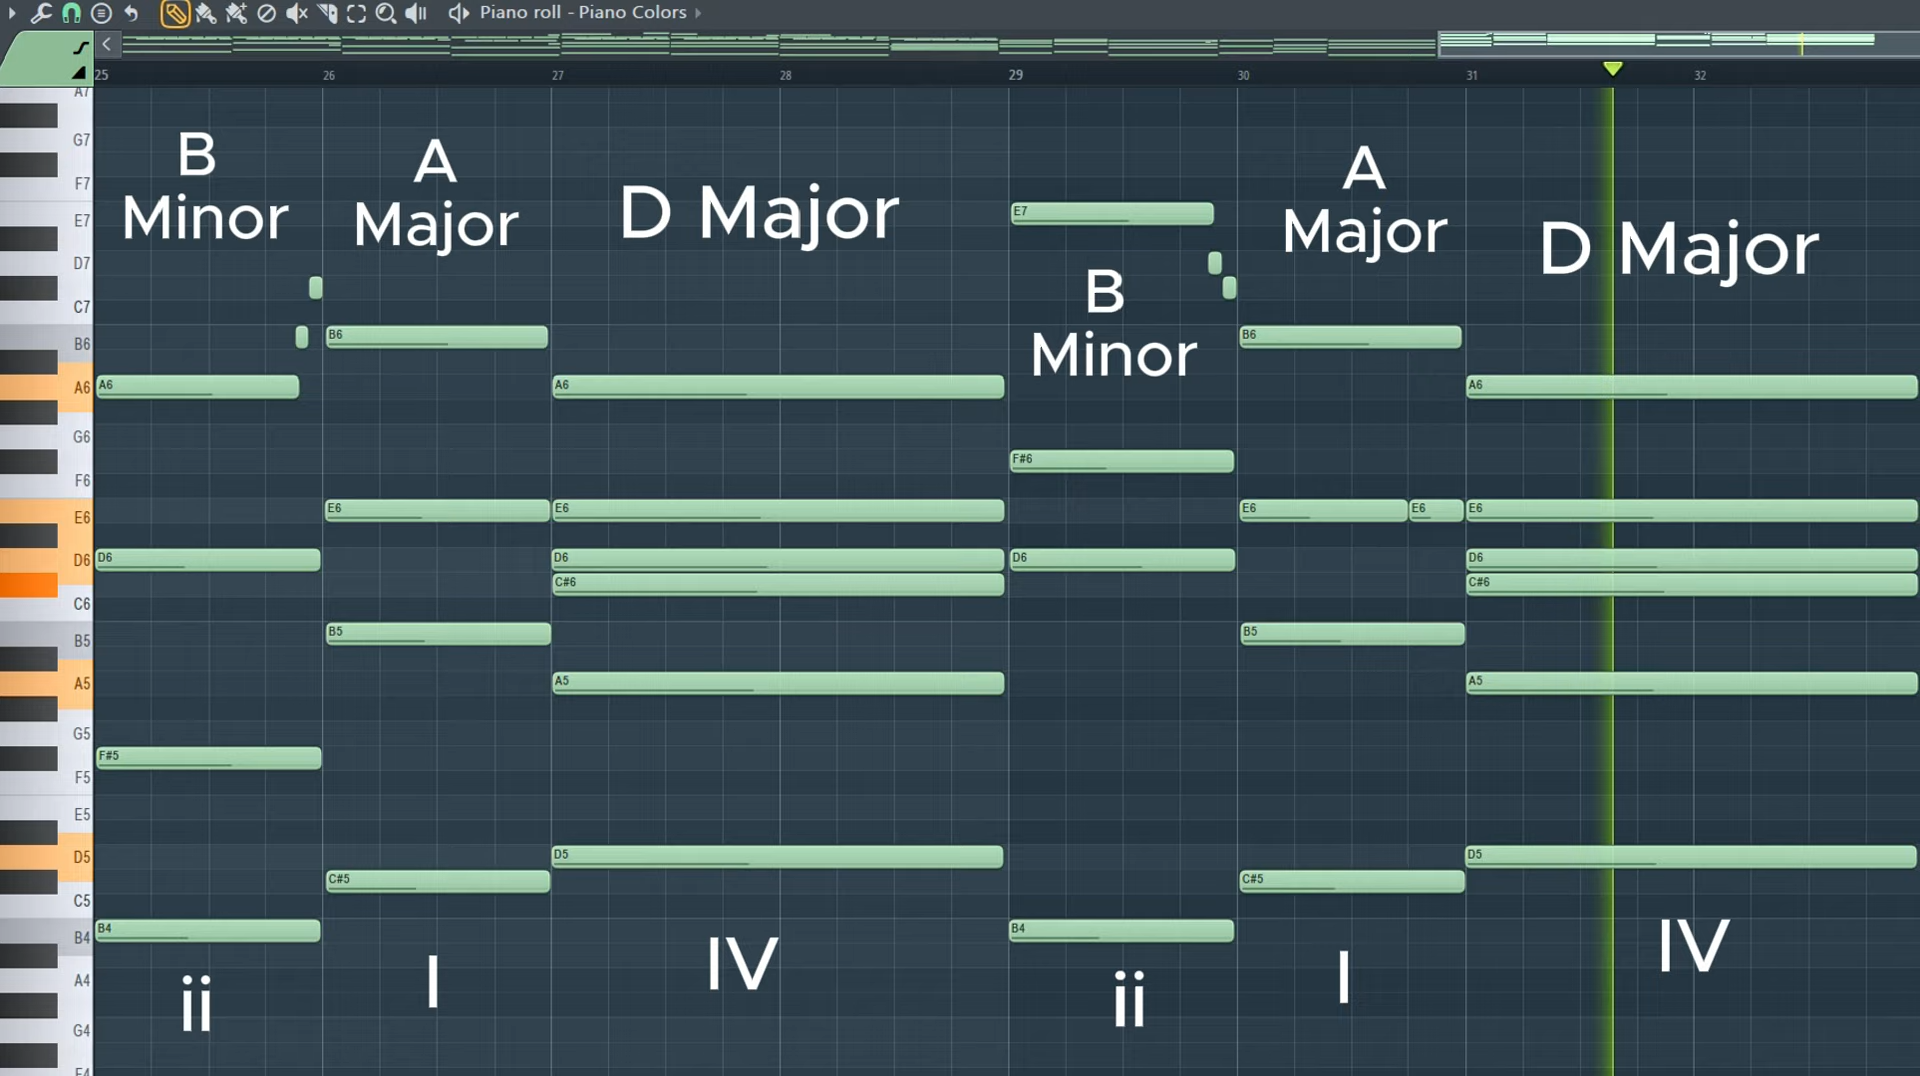 Piano roll - Piano Colors
25 26 27 28 29 30 31 32
A7
G7
F7
E7
D7
C7
B6
A6
G6
F6
E6
D6
C6
B5
A5
G5
F5
E5
D5
C5
B4
A4
G4
E4
B
Minor
A
Major
D Major
B
Minor
A
Major
D Major
E7
B6 B6
A6 A6 A6
F#6
E6 E6 E6 E6 E6
D6 D6 D6 D6
C#6 C#6
B5 B5
A5 A5
F#5
D5 D5
C#5 C#5
B4 B4
ii I IV ii I IV